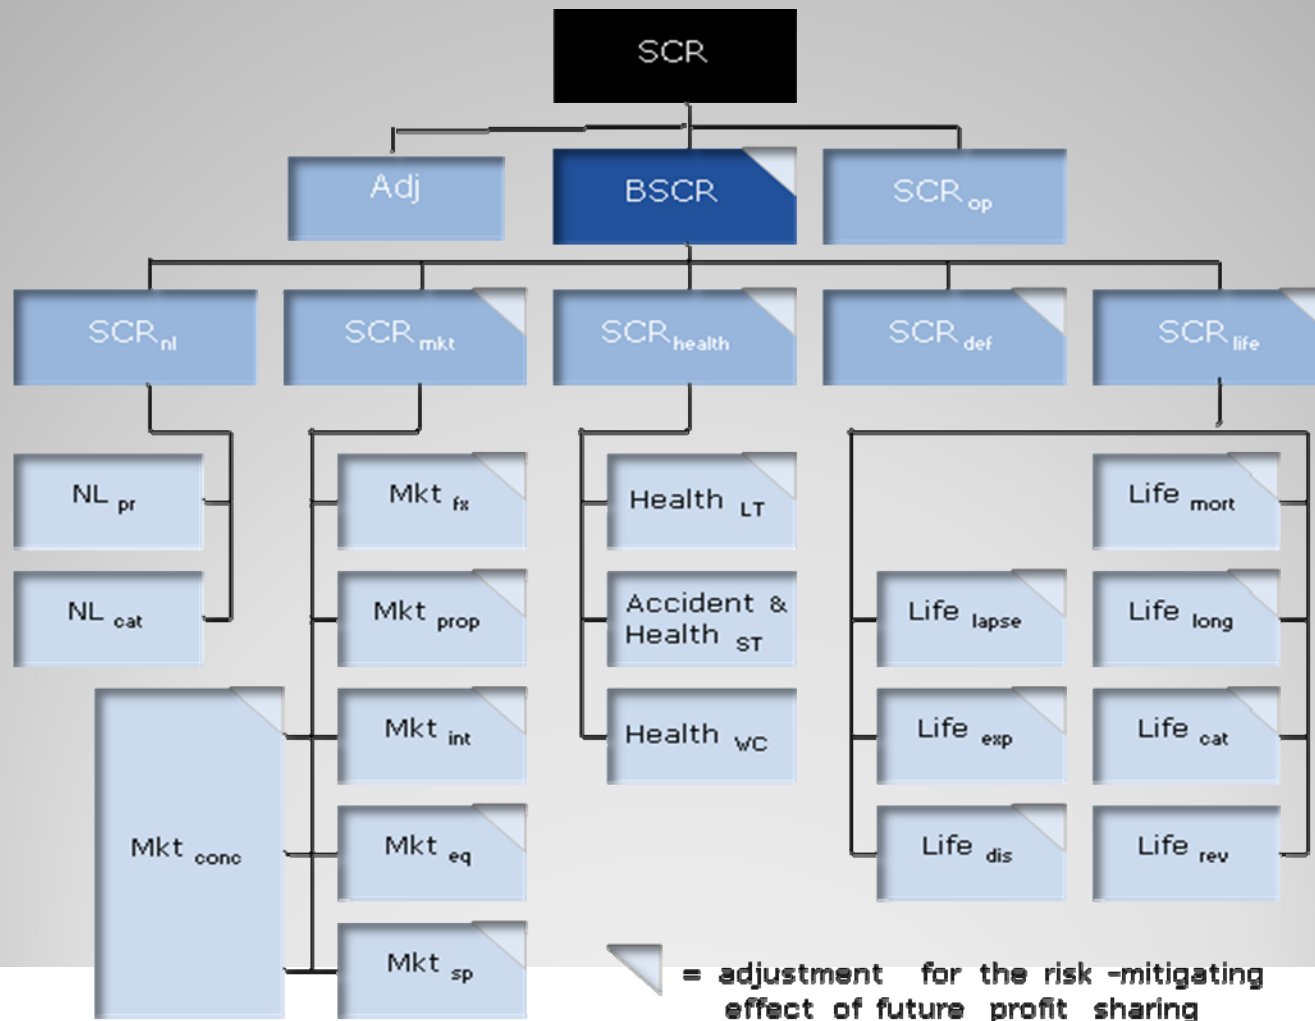 SCR
Adj
BSCR
SCR op
SCR nl
SCR mkt
SCR health
SCR def
SCR life
NL pr
Mkt fx
Health LT
Life mort
NL cat
Mkt prop
Accident &
Health ST
Life lapse
Life long
Mkt int
Health WC
Life exp
Life cat
Mkt conc
Mkt eq
Life dis
Life rev
Mkt sp
= adjustment for the risk -mitigating
effect of future profit sharing